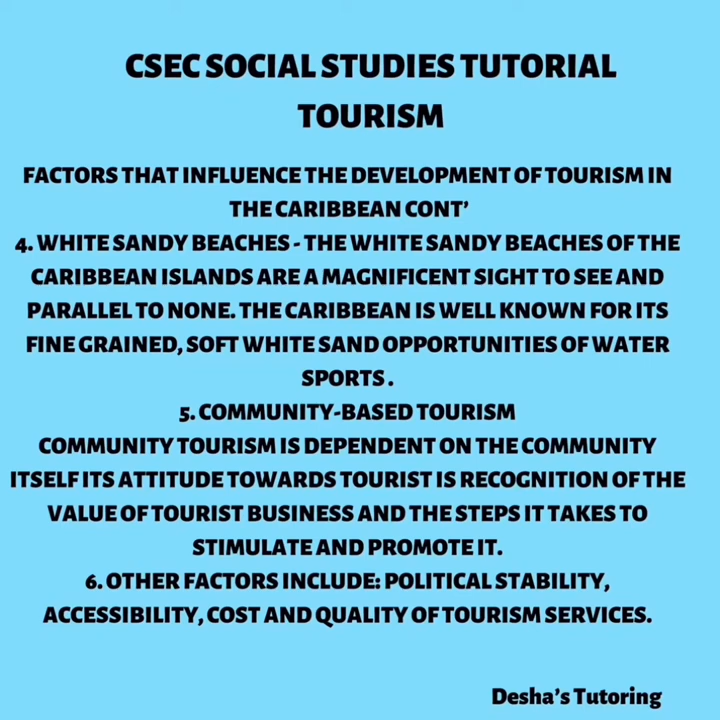 CSEC SOCIAL STUDIES TUTORIAL
TOURISM
FACTORS THAT INFLUENCE THE DEVELOPMENT OF TOURISM IN
THE CARIBBEAN CONT'
4. WHITE SANDY BEACHES - THE WHITE SANDY BEACHES OF THE
CARIBBEAN ISLANDS ARE A MAGNIFICENT SIGHT TO SEE AND
PARALLEL TO NONE. THE CARIBBEAN IS WELL KNOWN FOR ITS
FINE GRAINED, SOFT WHITE SAND OPPORTUNITIES OF WATER
SPORTS .
5. COMMUNITY-BASED TOURISM
COMMUNITY TOURISM IS DEPENDENT ON THE COMMUNITY
ITSELF ITS ATTITUDE TOWARDS TOURIST IS RECOGNITION OF THE
VALUE OF TOURIST BUSINESS AND THE STEPS IT TAKES TO
STIMULATE AND PROMOTE IT.
6. OTHER FACTORS INCLUDE: POLITICAL STABILITY,
ACCESSIBILITY, COST AND QUALITY OF TOURISM SERVICES.
Desha's Tutoring